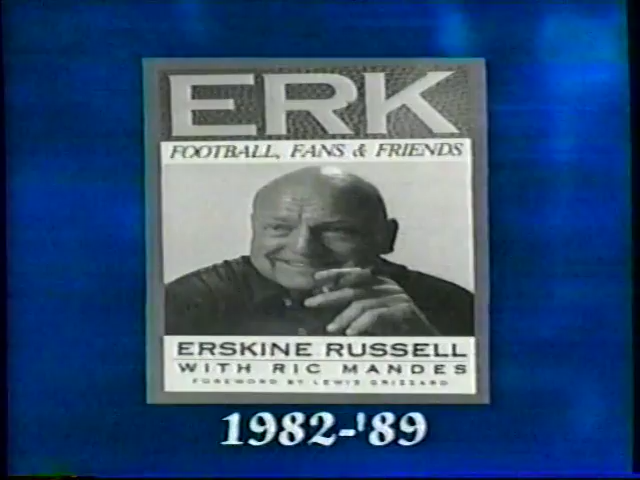 ERK
FOOTBALL, FANS & FRIENDS
ERSKINE RUSSELL
WITH RIC MANDES
FOREWORD BY LEWIS GRIZZARD
1982-'89